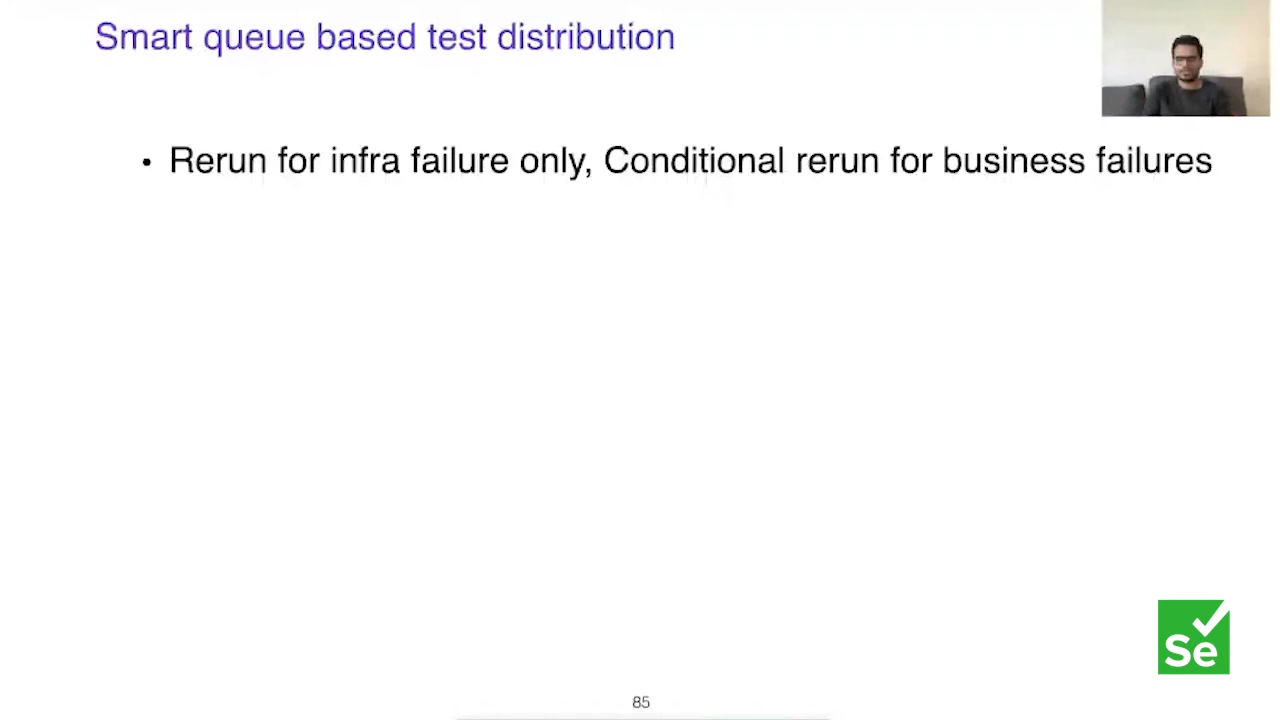 Smart queue based test distribution
• Rerun for infra failure only, Conditional rerun for business failures
Se
85